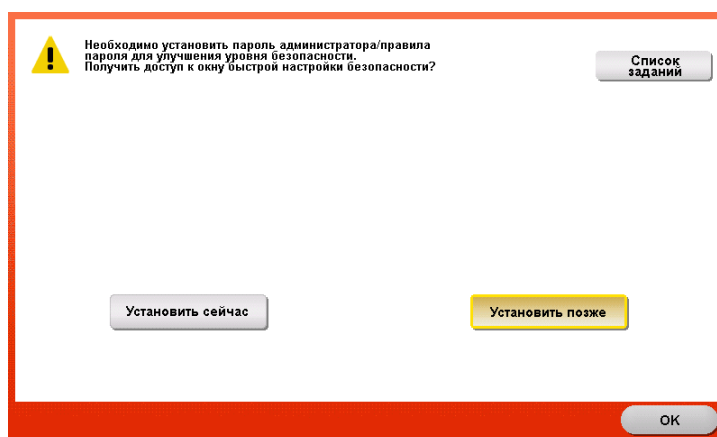 Необходимо установить пароль администратора/правила
пароля для улучшения уровня безопасности.
Получить доступ к окну быстрой настройки безопасности?
Список
заданий
Установить сейчас
Установить позже
OK